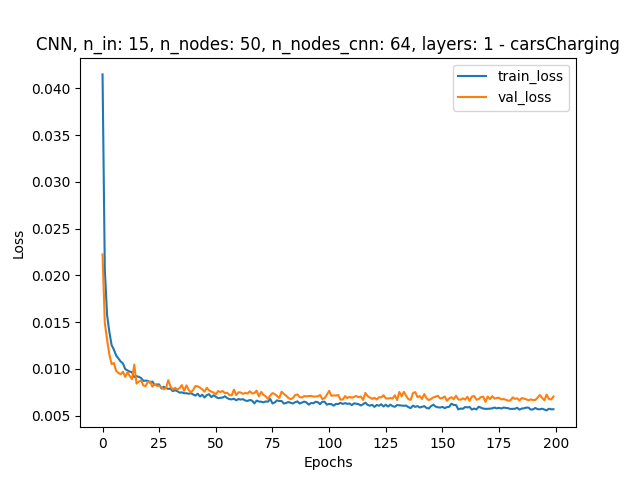 CNN, n_in: 15, n_nodes: 50, n_nodes_cnn: 64, layers: 1 - carsCharging
train_loss
val_loss
0.040
0.035
0.030
0.025
0.020
0.015
0.010
0.005
Loss
0 25 50 75 100 125 150 175 200
Epochs